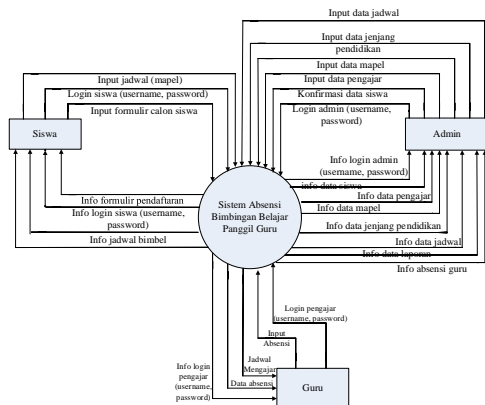 Input data jadwal
Input data jenjang
pendidikan
Input data mapel
Input data pengajar
Konfirmasi data siswa
Login admin (username,
password)
Input jadwal (mapel)
Login siswa (username, password)
Input formulir calon siswa
Siswa
Admin
Info login admin
(username, password)
info data siswa
Info data pengajar
Info data mapel
Info data jenjang pendidikan
Info data jadwal
Info data laporan
Info absensi guru
Sistem Absensi
Bimbingan Belajar
Panggil Guru
Info formulir pendaftaran
Info login siswa (username,
password)
Info jadwal bimbel
Login pengajar
(username, password)
Input
Absensi
Jadwal
Mengajar
Data absensi
Info login
pengajar
(username,
password)
Guru